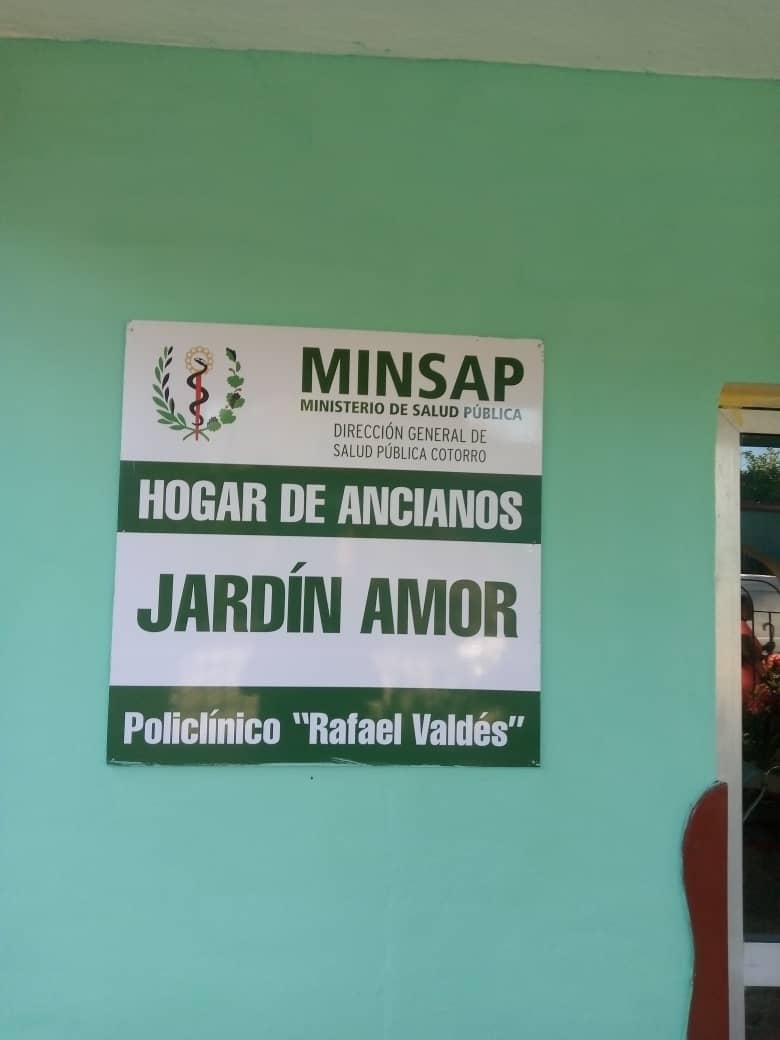 MINSAP
MINISTERIO DE SALUD PÚBLICA
DIRECCIÓN GENERAL DE
SALUD PÚBLICA COTORRO
HOGAR DE ANCIANOS
JARDÍN AMOR
Policlínico "Rafael Valdés"